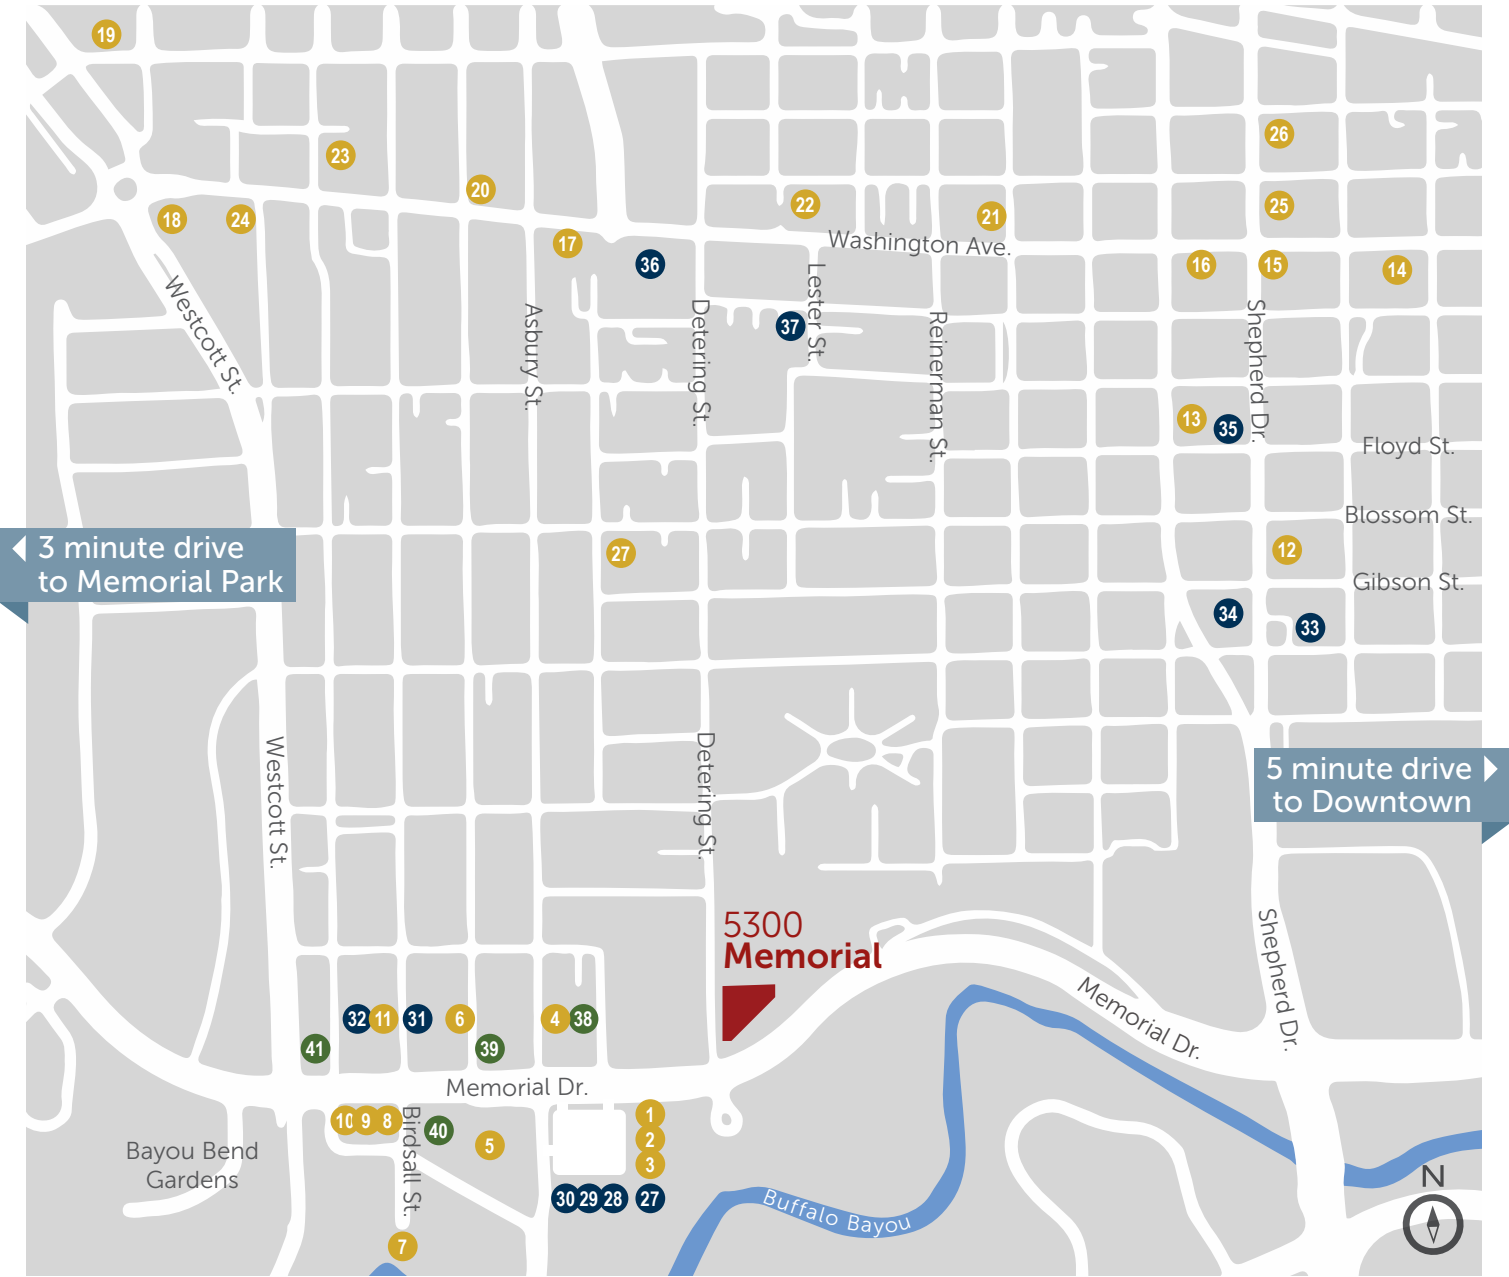 19
23
26
20
22
25
18
24
21
17
Washington Ave.
36
16
15
14
Westcott St.
Asbury St.
Detering St.
37
Lester St.
Reinerman St.
Shepherd Dr.
13
35
Floyd St.
Blossom St.
3 minute drive
to Memorial Park
27
12
Gibson St.
34
33
Westcott St.
Detering St.
5 minute drive
to Downtown
5300
Memorial
Shepherd Dr.
Memorial Dr.
32
11
31
6
4
38
41
39
Memorial Dr.
10
9
8
Birdsall St.
40
5
1
2
3
Bayou Bend
Gardens
30
29
28
27
Buffalo Bayou
N
7